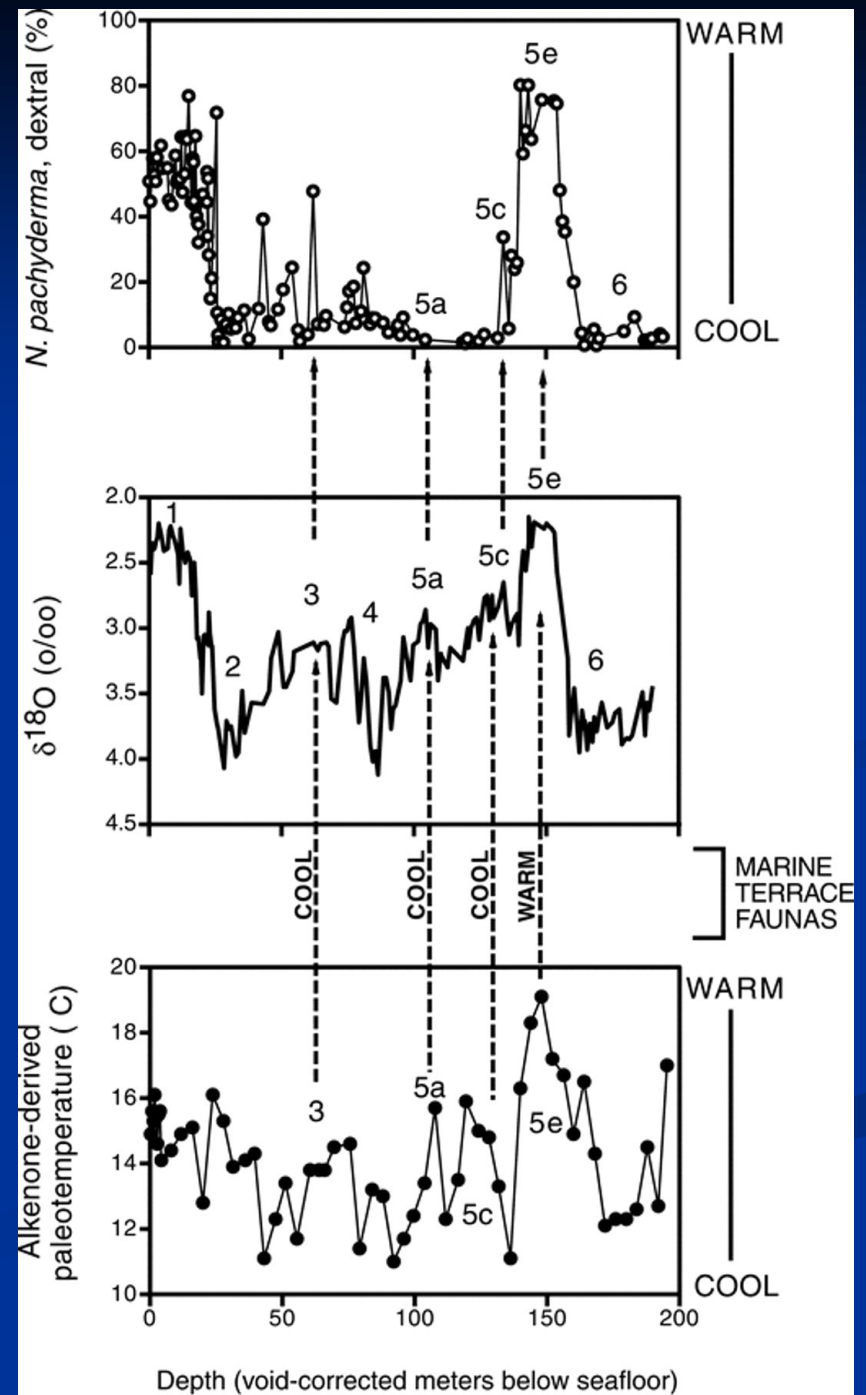 N. pachyderma, dextral (%)
100
80
60
40
20
0
5e
5c
5a
6
WARM
COOL
δ18O (o/oo)
2.0
2.5
3.0
3.5
4.0
4.5
1
2
3
4
5a
5c
5e
6
COOL
COOL
COOL
WARM
MARINE
TERRACE
FAUNAS
Alkenone-derived
paleotemperature ( C)
20
18
16
14
12
10
3
5a
5c
5e
WARM
COOL
0
50
100
150
200
Depth (void-corrected meters below seafloor)